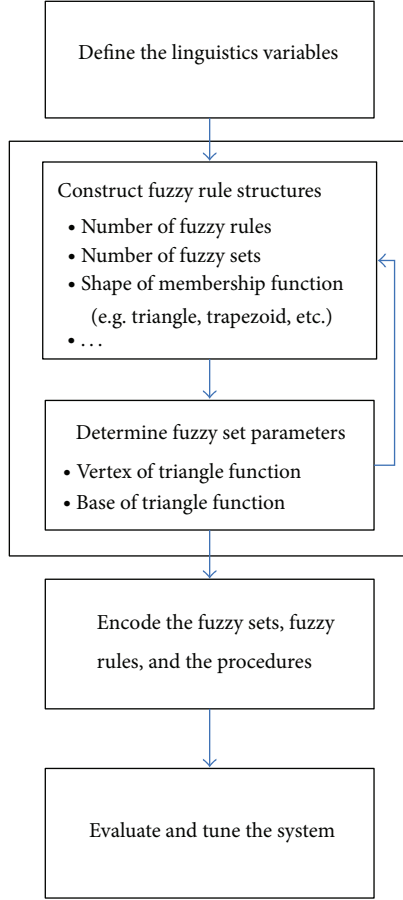 Define the linguistics variables
Construct fuzzy rule structures
• Number of fuzzy rules
• Number of fuzzy sets
• Shape of membership function
(e.g. triangle, trapezoid, etc.)
• . . .
Determine fuzzy set parameters
• Vertex of triangle function
• Base of triangle function
Encode the fuzzy sets, fuzzy
rules, and the procedures
Evaluate and tune the system